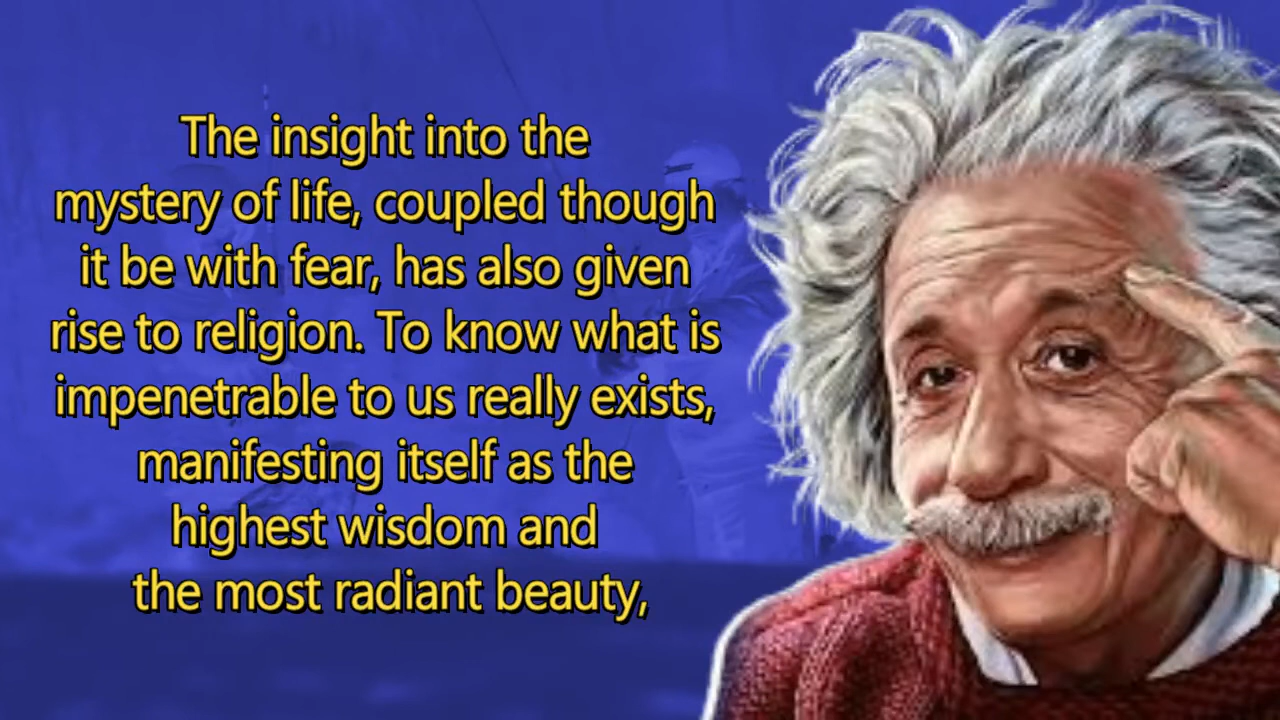 The insight into the
mystery of life, coupled though
it be with fear, has also given
rise to religion. To know what is
impenetrable to us really exists,
manifesting itself as the
highest wisdom and
the most radiant beauty,